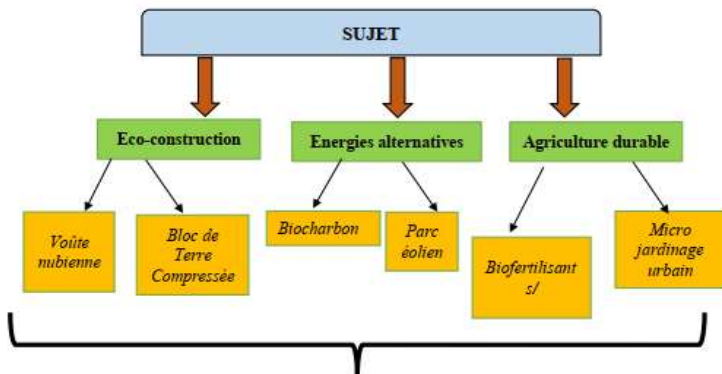 SUJET
Eco-construction
Energies alternatives
Agriculture durable
Voûte
nubienne
Bloc de
Terre
Compressée
Biocharbon
Parc
éolien
Biofertilisant
s/
Micro
jardinage
urbain